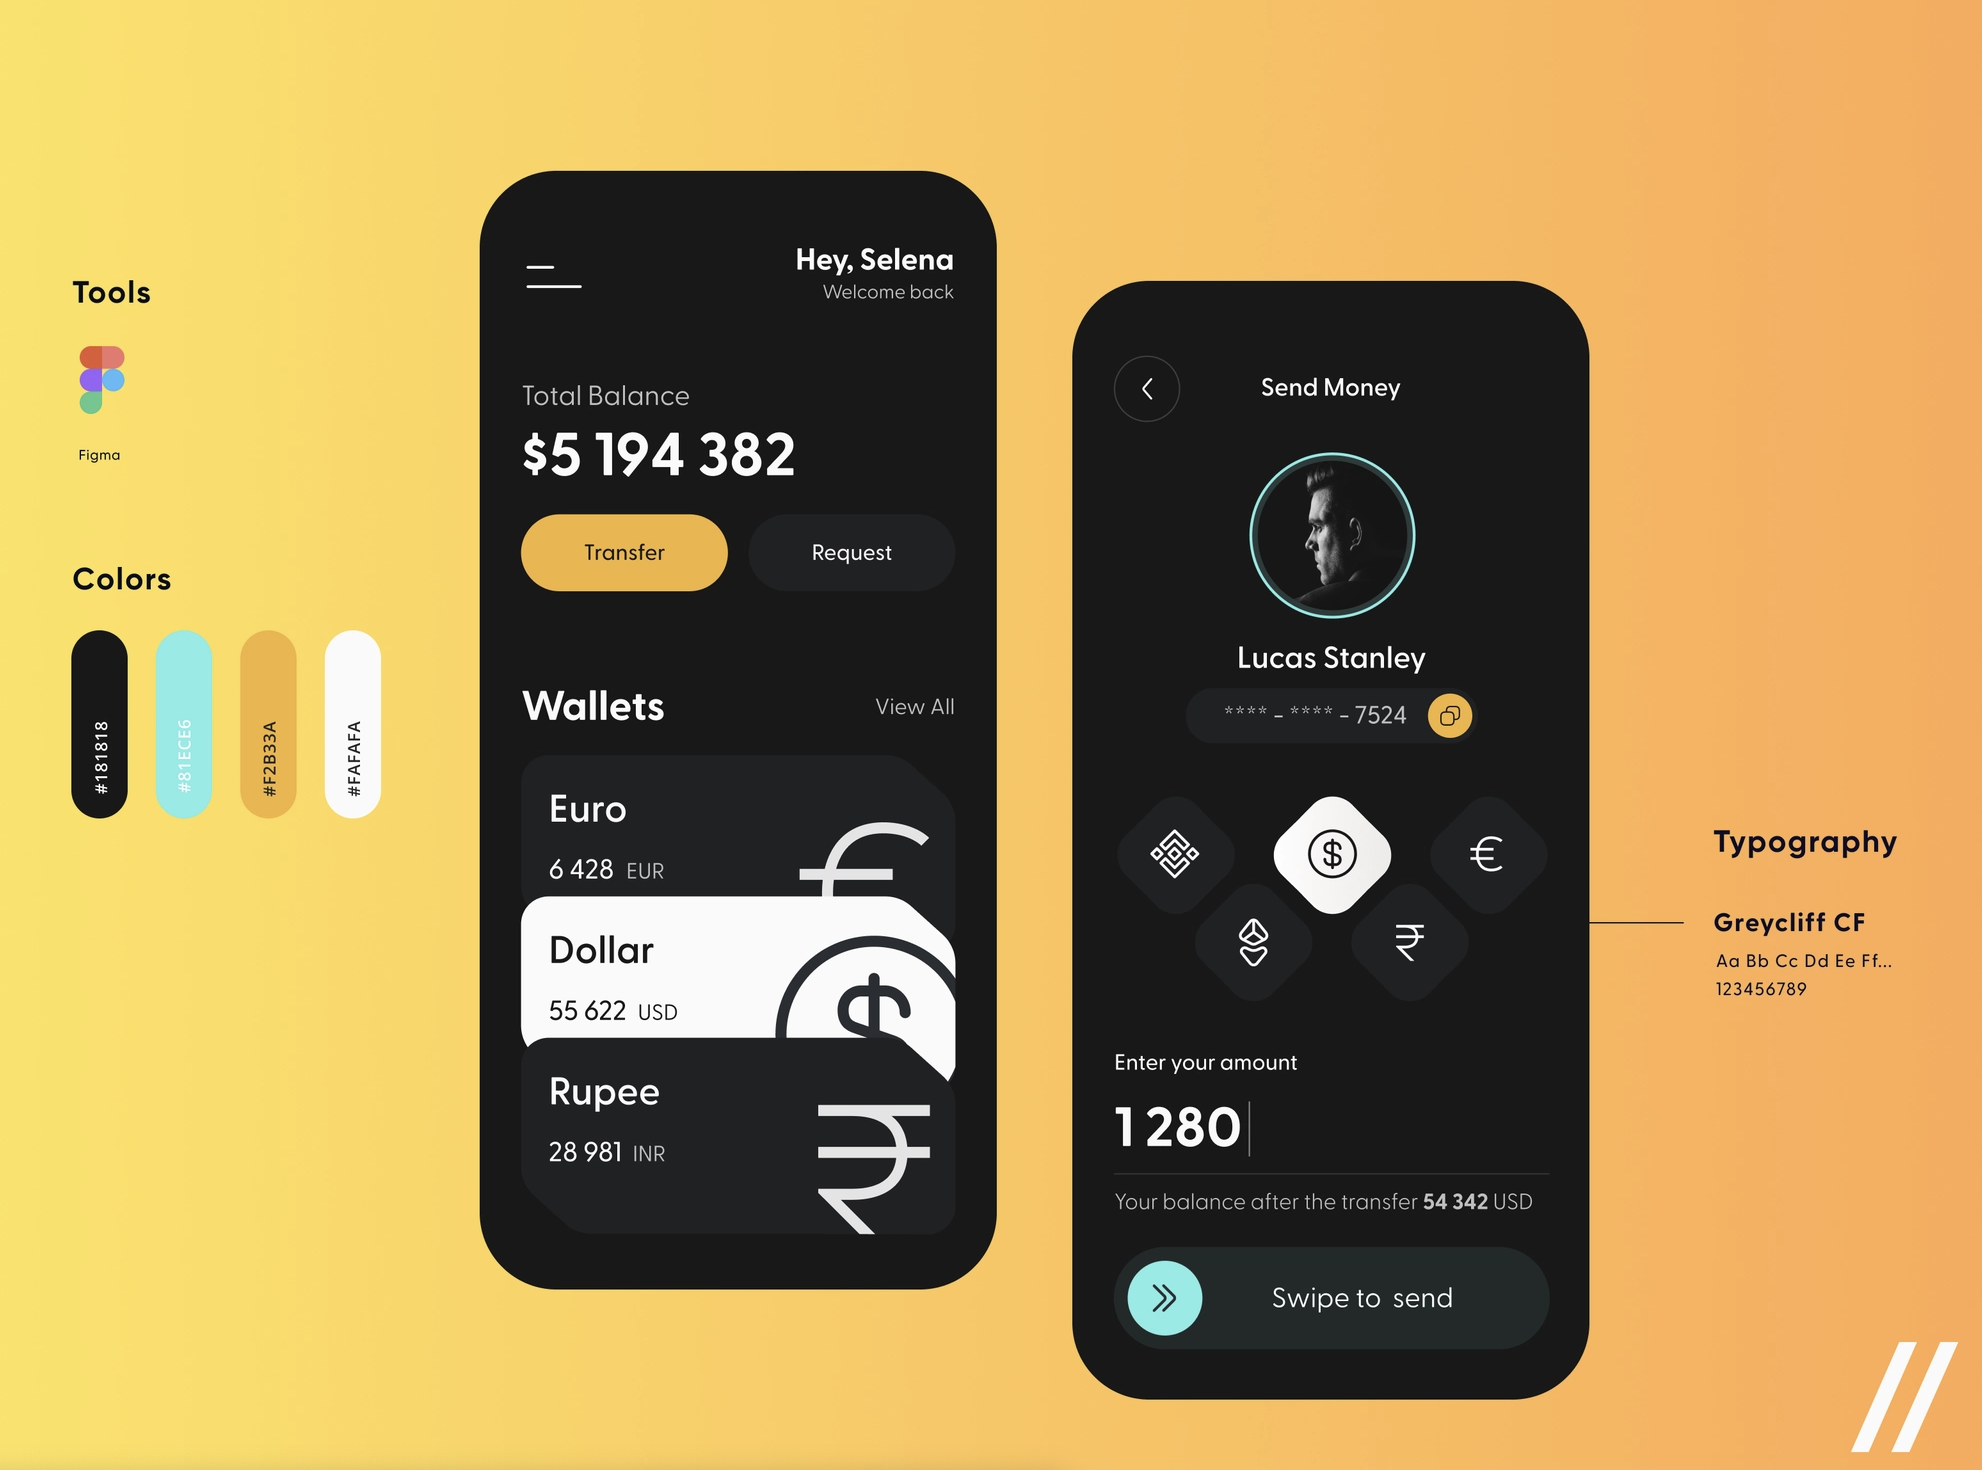 Tools
Figma
Colors
#181818
#81ECE6
#F2B33A
#FAFAFA
Hey, Selena
Welcome back
Total Balance
$5 194 382
Transfer
Request
Wallets
View All
Euro
6 428 EUR
€
Dollar
55 622 USD
$
Rupee
28 981 INR
₹
Send Money
Lucas Stanley
**** - **** - 7524
$
€
₹
Enter your amount
1 280
Your balance after the transfer 54 342 USD
Swipe to send
Typography
Greycliff CF
Aa Bb Cc Dd Ee Ff...
123456789